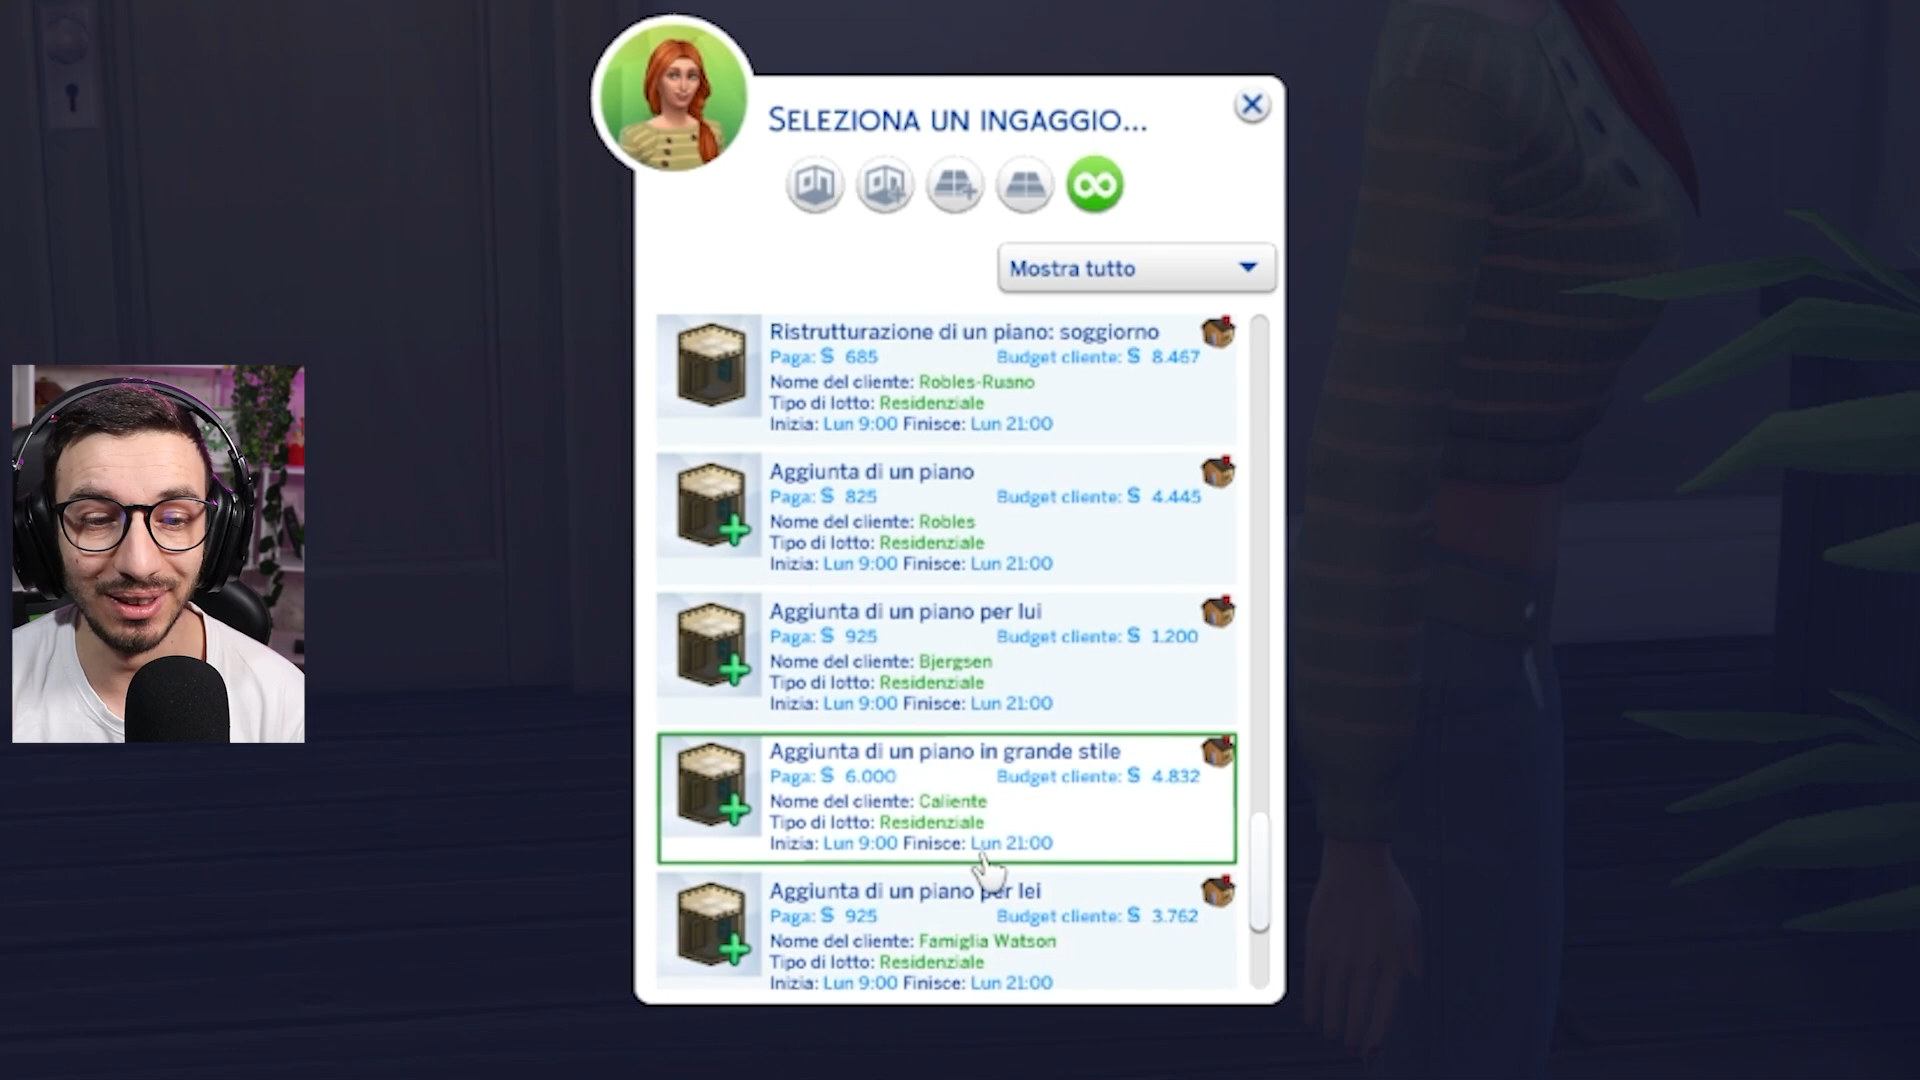 SELEZIONA UN INGAGGIO...
Mostra tutto
Ristrutturazione di un piano: soggiorno
Paga: § 685 Budget cliente: § 8.467
Nome del cliente: Robles-Ruano
Tipo di lotto: Residenziale
Inizia: Lun 9:00 Finisce: Lun 21:00
Aggiunta di un piano
Paga: § 825 Budget cliente: § 4.445
Nome del cliente: Robles
Tipo di lotto: Residenziale
Inizia: Lun 9:00 Finisce: Lun 21:00
Aggiunta di un piano per lui
Paga: § 925 Budget cliente: § 1.200
Nome del cliente: Bjergsen
Tipo di lotto: Residenziale
Inizia: Lun 9:00 Finisce: Lun 21:00
Aggiunta di un piano in grande stile
Paga: § 6.000 Budget cliente: § 4.832
Nome del cliente: Caliente
Tipo di lotto: Residenziale
Inizia: Lun 9:00 Finisce: Lun 21:00
Aggiunta di un piano per lei
Paga: § 925 Budget cliente: § 3.762
Nome del cliente: Famiglia Watson
Tipo di lotto: Residenziale
Inizia: Lun 9:00 Finisce: Lun 21:00